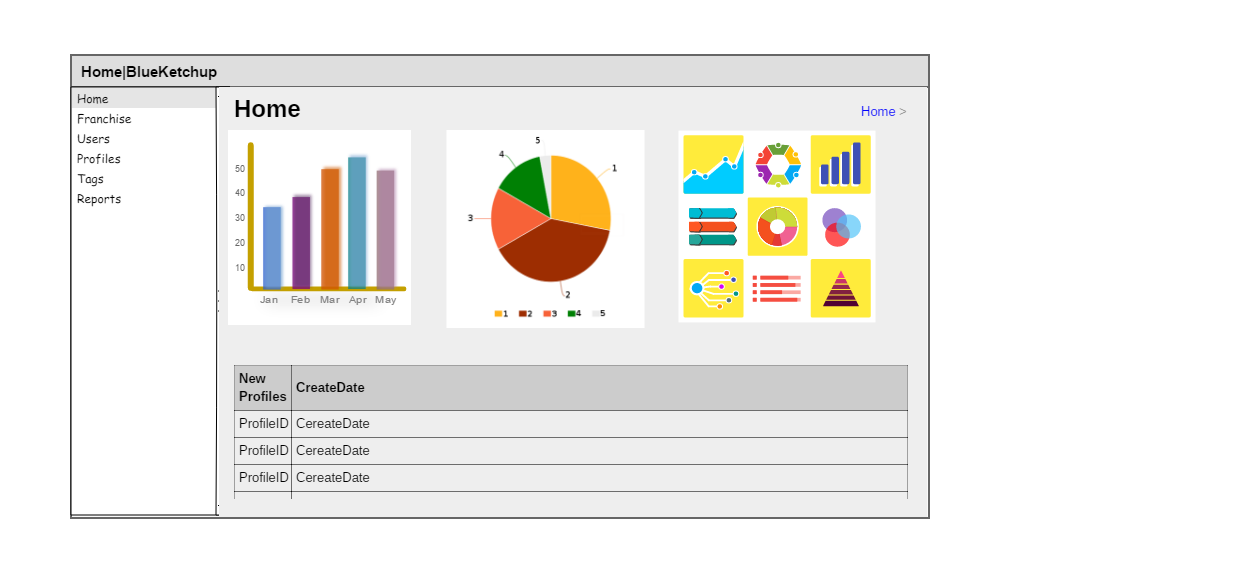 Home|BlueKetchup
Home
Franchise
Users
Profiles
Tags
Reports
Home
Home >
50
40
30
20
10
Jan Feb Mar Apr May
5
4
1
3
2
1 2 3 4 5
New Profiles CreateDate
ProfileID CereateDate
ProfileID CereateDate
ProfileID CereateDate